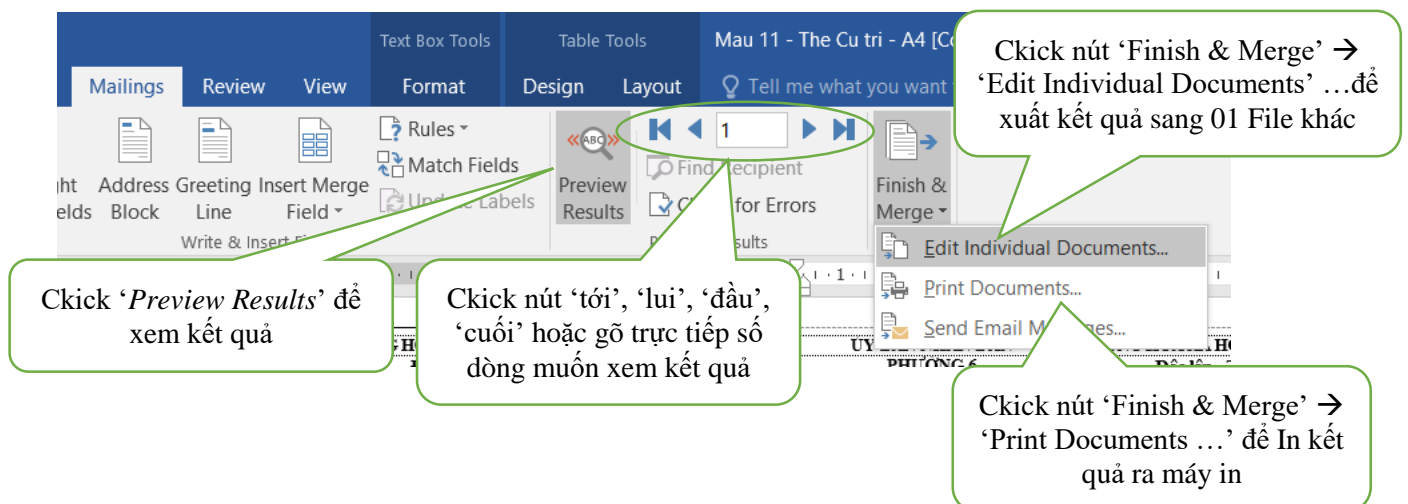 Text Box Tools Table Tools Mau 11 - The Cu tri - A4
Mailings Review View Format Design Layout Tell me what you want
Ckick nút ‘Finish & Merge’ →
‘Edit Individual Documents’ …để
xuất kết quả sang 01 File khác
Address
Block
Greeting
Line
Insert Merge
Field
Rules
Match Fields
Write &
Preview
Results
1
for Errors
Finish &
Merge
Edit Individual Documents...
Print Documents...
Send Email
Ckick ‘Preview Results’ để
xem kết quả
Ckick nút ‘tới’, ‘lui’, ‘đầu’,
‘cuối’ hoặc gõ trực tiếp số
dòng muốn xem kết quả
PHƯỜNG 6
Ckick nút ‘Finish & Merge’ →
‘Print Documents …’ để In kết
quả ra máy in